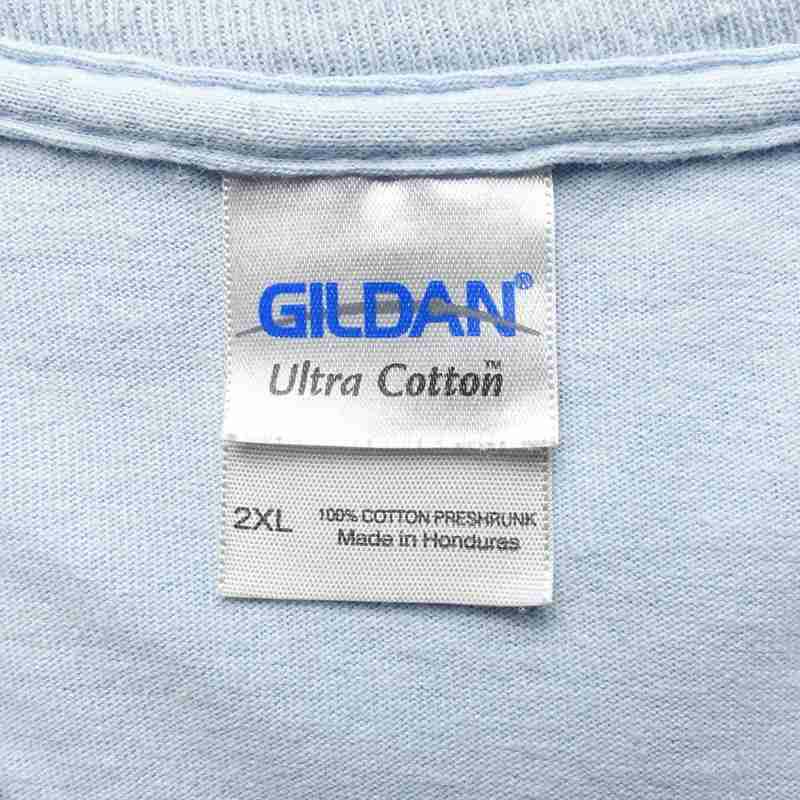 GILDAN®
Ultra Cotton™
2XL 100% COTTON PRESHRUNK
Made in Honduras